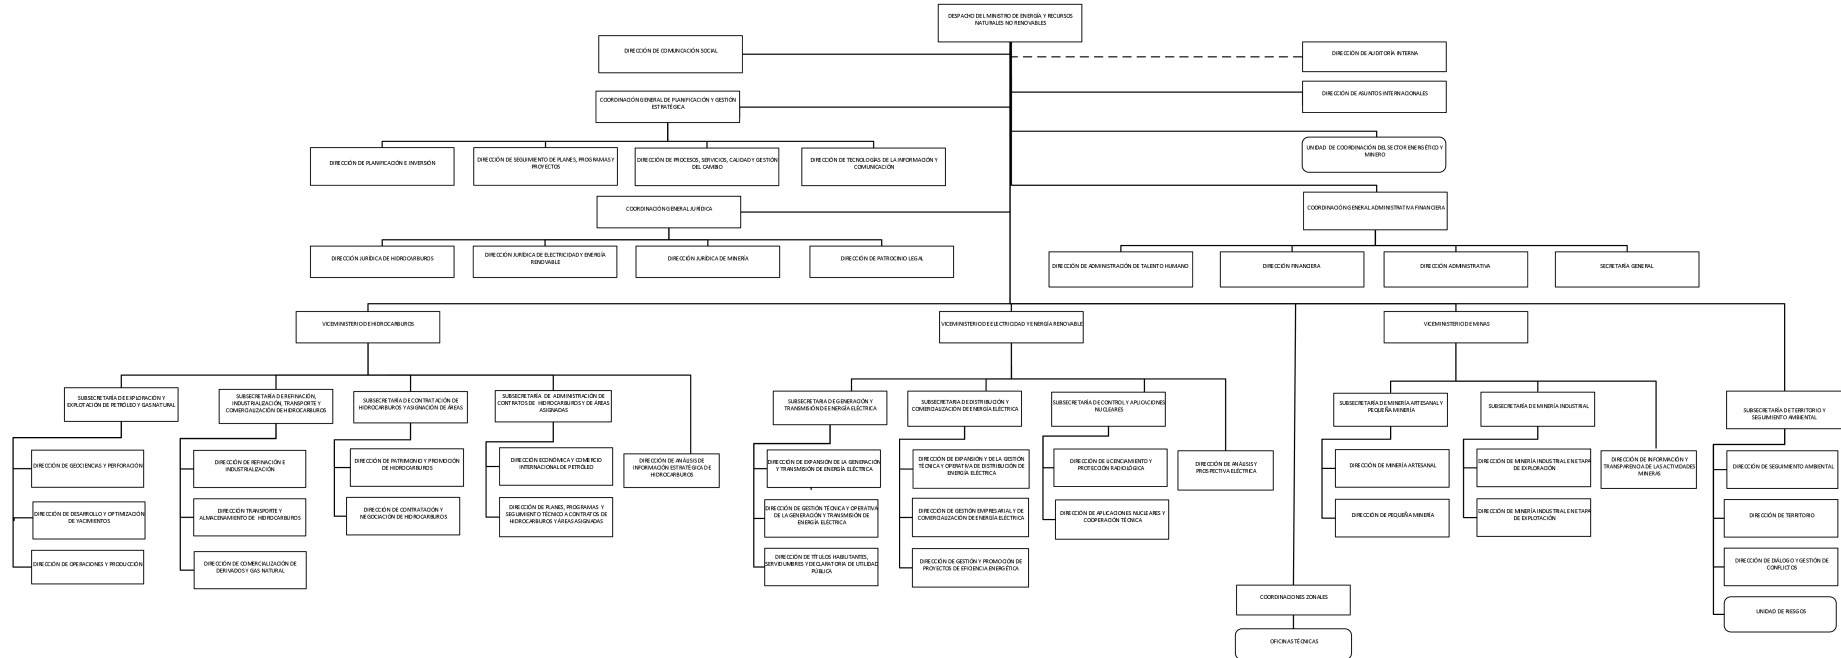 DESPACHO DEL MINISTRO DE ENERGÍA Y RECURSOS
NATURALES NO RENOVABLES
DIRECCIÓN DE COMUNCACIÓN SOCIAL
DIRECCIÓN DE AUDITORÍA INTERNA
COORDINACIÓN GENERAL DE PLANIFICACIÓN Y GESTIÓN
ESTRATÉGICA
DIRECCIÓN DE ASUNTOS INTERNACIONALES
UNIDAD DE COORDINACIÓN DEL SECTOR ENERGÉTICO Y
MINERO
DIRECCIÓN DE PLANIFICACIÓN E INVERSIÓN
DIRECCIÓN DE SEGUIMIENTO DE PLANES, PROGRAMAS Y
PROYECTOS
DIRECCIÓN DE PROCESOS, SERVICIOS, CALIDAD Y GESTIÓN
DEL CAMBIO
DIRECCIÓN DE TECNOLOGÍAS DE LA INFORMACIÓN Y
COMUNICACIÓN
COORDINACIÓN GENERAL JURÍDICA
COORDINACIÓN GENERAL ADMINISTRATIVA FINANCIERA
DIRECCIÓN JURÍDICA DE HIDROCARBUROS
DIRECCIÓN JURÍDICA DE ELECTRICIDAD Y ENERGÍA
RENOVABLE
DIRECCIÓN JURÍDICA DE MINERÍA
DIRECCIÓN DE PATROCINIO LEGAL
DIRECCIÓN DE ADMINISTRACIÓN DE TALENTO HUMANO
DIRECCIÓN FINANCIERA
DIRECCIÓN ADMINISTRATIVA
SECRETARÍA GENERAL
VICEMINISTERIO DE HIDROCARBUROS
VICEMINISTERIO DE ELECTRICIDAD Y ENERGÍA RENOVABLE
VICEMINISTERIO DE MINAS
SUBSECRETARÍA DE EXPLORACIÓN Y
EXPLOTACIÓN DE PETRÓLEO Y GAS NATURAL
SUBSECRETARÍA DE REFINACIÓN,
INDUSTRIALIZACIÓN, TRANSPORTE Y
COMERCIALIZACIÓN DE HIDROCARBUROS
SUBSECRETARÍA DE CONTRATACIÓN DE
HIDROCARBUROS Y ASIGNACIÓN DE ÁREAS
SUBSECRETARÍA DE ADMINISTRACIÓN DE
CONTRATOS DE HIDROCARBUROS Y DE ÁREAS
ASIGNADAS
SUBSECRETARIA DE GENERACIÓN Y
TRANSMISIÓN DE ENERGÍA ELÉCTRICA
SUBSECRETARÍA DE DISTRIBUCIÓN Y
COMERCIALIZACIÓN DE ENERGÍA ELÉCTRICA
SUBSECRETARÍA DE CONTROL Y APLICACIONES
NUCLEARES
SUBSECRETARÍA DE MINERÍA ARTESANAL Y
PEQUEÑA MINERÍA
SUBSECRETARÍA DE MINERÍA INDUSTRIAL
SUBSECRETARÍA DE TERRITORIO Y
SEGUIMIENTO AMBIENTAL
DIRECCIÓN DE GEOCIENCIAS Y PERFORACIÓN
DIRECCIÓN DE REFINACIÓN E
INDUSTRIALIZACIÓN
DIRECCIÓN DE PATRIMONIO Y PROMOCIÓN
DE HIDROCARBUROS
DIRECCIÓN ECONÓMICA Y COMERCIO
INTERNACIONAL DE PETRÓLEO
DIRECCIÓN DE ANÁLISIS DE
INFORMACIÓN ESTRATÉGICA DE
HIDROCARBUROS
DIRECCIÓN DE EXPANSIÓN DE LA GENERACIÓN
Y TRANSMISIÓN DE ENERGÍA ELÉCTRICA.
DIRECCIÓN DE EXPANSIÓN Y DE LA GESTIÓN
TÉCNICA Y OPERATIVA DE DISTRIBUCIÓN DE
ENERGÍA ELÉCTRICA
DIRECCIÓN DE LICENCIAMIENTO Y
PROTECCIÓN RADIOLÓGICA
DIRECCIÓN DE ANÁLISIS Y
PROSPECTIVA ELÉCTRICA
DIRECCIÓN DE MINERÍA ARTESANAL
DIRECCIÓN DE MINERÍA INDUSTRIAL EN ETAPA
DE EXPLORACIÓN
DIRECCIÓN DE INFORMACIÓN Y
TRANSPARENCIA DE LAS ACTIVIDADES
MINERAS
DIRECCIÓN DE SEGUIMIENTO AMBIENTAL
DIRECCIÓN DE DESARROLLO Y OPTIMIZACIÓN
DE YACIMIENTOS
DIRECCIÓN TRANSPORTE Y
ALMACENAMIENTO DE HIDROCARBUROS
DIRECCIÓN DE CONTRATACIÓN Y
NEGOCIACIÓN DE HIDROCARBUROS
DIRECCIÓN DE PLANES, PROGRAMAS Y
SEGUIMIENTO TÉCNICO A CONTRATOS DE
HIDROCARBUROS Y ÁREAS ASIGNADAS
DIRECCIÓN DE GESTIÓN TÉCNICA Y OPERATIVA
DE LA GENERACIÓN Y TRANSMISIÓN DE
ENERGÍA ELÉCTRICA
DIRECCIÓN DE GESTIÓN EMPRESARIAL Y DE
COMERCIALIZACIÓN DE ENERGÍA ELÉCTRICA
DIRECCIÓN DE APLICACIONES NUCLEARES Y
COOPERACIÓN TÉCNICA
DIRECCIÓN DE PEQUEÑA MINERÍA
DIRECCIÓN DE MINERÍA INDUSTRIAL EN ETAPA
DE EXPLOTACIÓN
DIRECCIÓN DE TERRITORIO
DIRECCIÓN DE OPERACIONES Y PRODUCCIÓN
DIRECCIÓN DE COMERCIALIZACIÓN DE
DERIVADOS Y GAS NATURAL
DIRECCIÓN DE TÍTULOS HABILITANTES,
SERVIDUMBRES Y DECLARATORIA DE UTILIDAD
PÚBLICA
DIRECCIÓN DE GESTIÓN Y PROMOCIÓN DE
PROYECTOS DE EFICIENCIA ENERGÉTICA
DIRECCIÓN DE DIÁLOGO Y GESTIÓN DE
CONFLICTOS
COORDINACIONES ZONALES
UNIDAD DE RIESGOS
OFICINAS TÉCNICAS